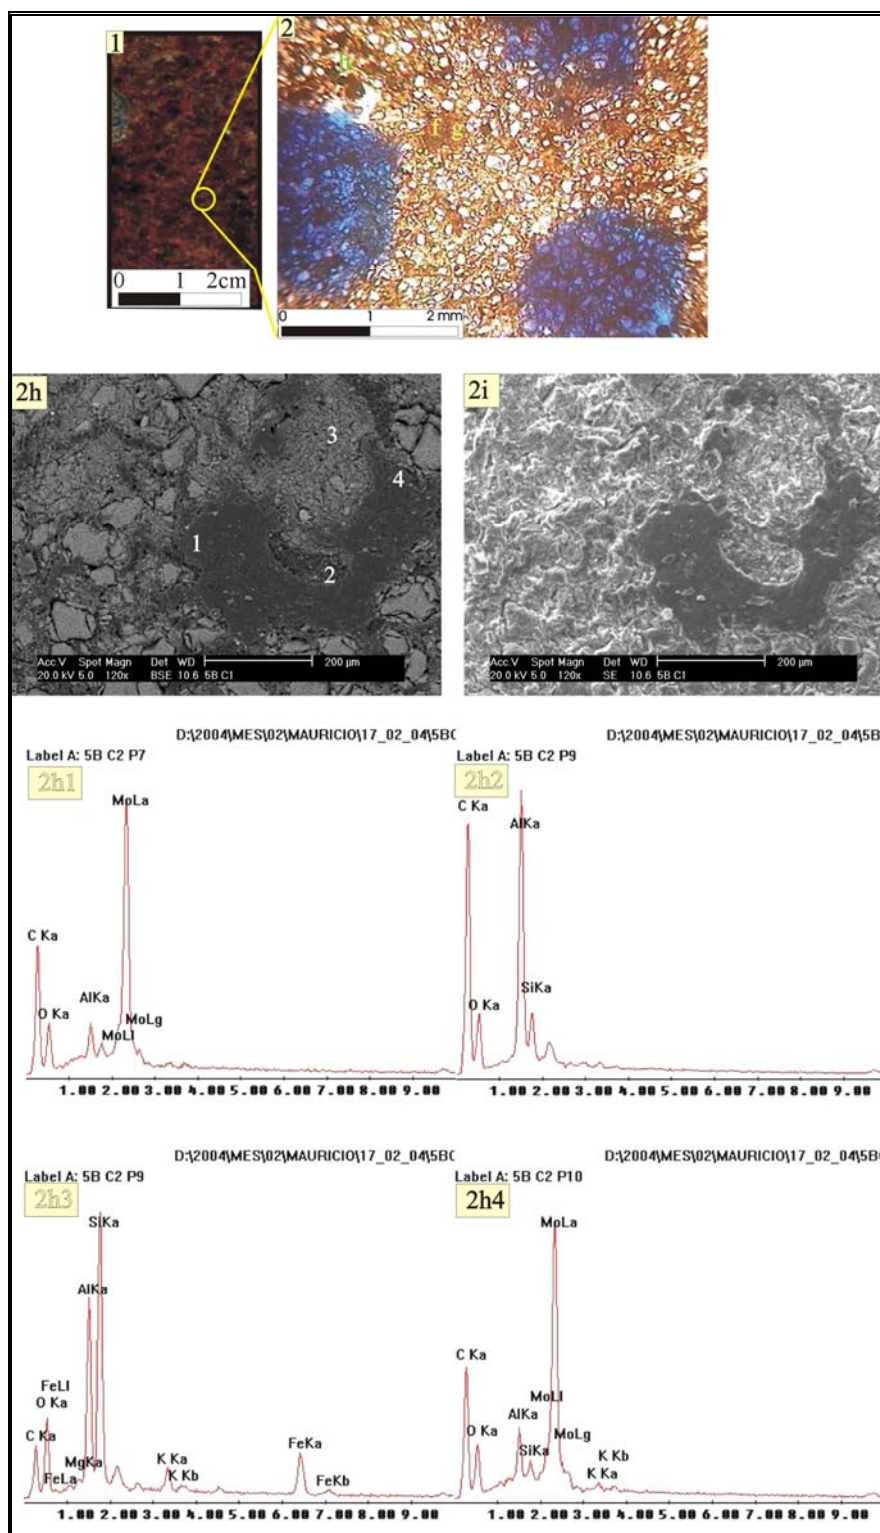 1
0 1 2cm
2
h
f g
0 1 2 mm
2h
3
4
1
2
Acc.V Spot Magn Det WD 200 µm
20.0 kV 5.0 120x BSE 10.6 5B C1
2i
Acc.V Spot Magn Det WD 200 µm
20.0 kV 5.0 120x SE 10.6 5B C1
D:\2004\MES\02\MAURICIO\17_02_04\5BC
Label A: 5B C2 P7
2h1
MoLa
C Ka
O Ka
AlKa
MoLl
MoLg
1.00 2.00 3.00 4.00 5.00 6.00 7.00 8.00 9.00
D:\2004\MES\02\MAURICIO\17_02_04\5B
Label A: 5B C2 P9
2h2
C Ka
AlKa
O Ka
SiKa
1.00 2.00 3.00 4.00 5.00 6.00 7.00 8.00 9.00
D:\2004\MES\02\MAURICIO\17_02_04\5BC
Label A: 5B C2 P9
2h3
SiKa
AlKa
FeLl
O Ka
C Ka
MgKa
FeLa
K Ka
K Kb
FeKa
FeKb
1.00 2.00 3.00 4.00 5.00 6.00 7.00 8.00 9.00
D:\2004\MES\02\MAURICIO\17_02_04\5B
Label A: 5B C2 P10
2h4
MoLa
C Ka
O Ka
MoLl
AlKa
SiKa
MoLg
K Kb
K Ka
1.00 2.00 3.00 4.00 5.00 6.00 7.00 8.00 9.00